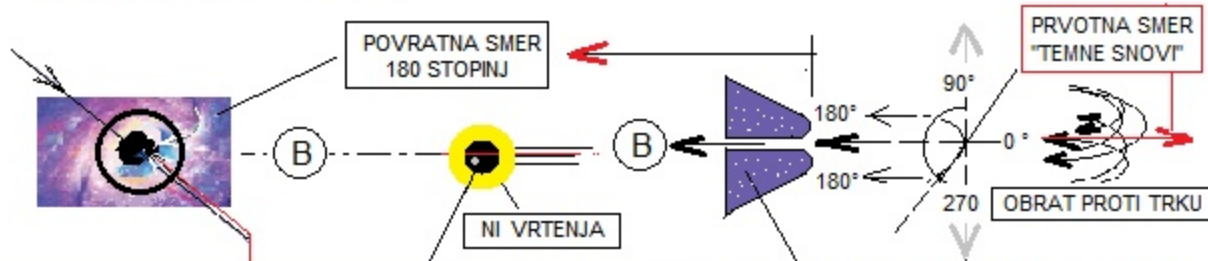 POVRATNA SMER
180 STOPINJ
PRVOTNA SMER
"TEMNE SNOVI"
90°
180°
B
B
0 °
180°
270
OBRAT PROTI TRKU
NI VRTENJA